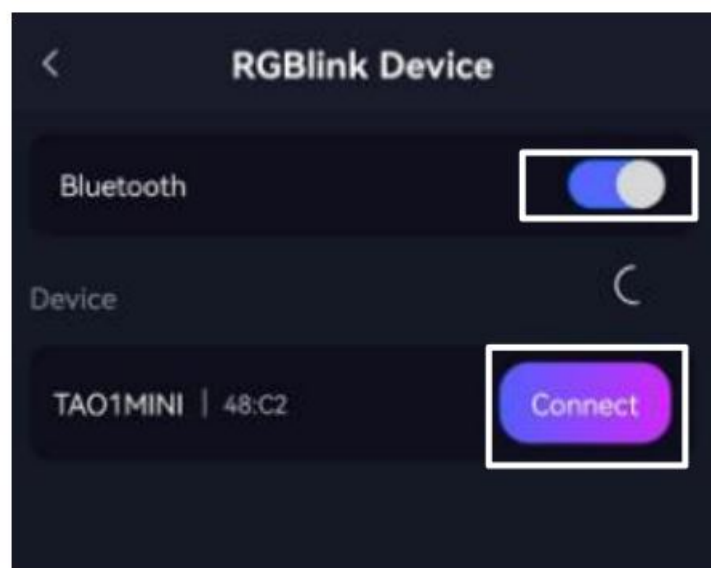 RGBlink Device
Bluetooth
Device
TAO1MINI | 48:C2
Connect